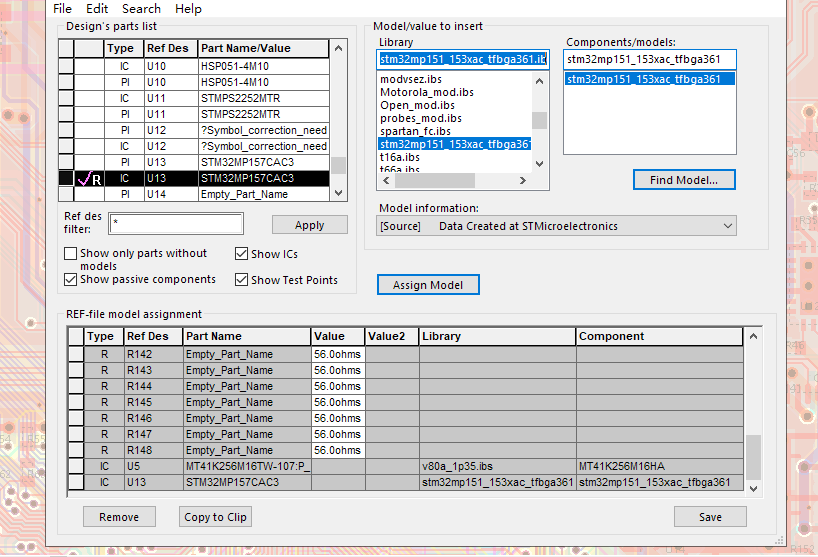 File Edit Search Help
Design's parts list
Type Ref Des Part Name/Value
IC U10 HSP051-4M10
PI U10 HSP051-4M10
IC U11 STMPS2252MTR
PI U11 STMPS2252MTR
PI U12 ?Symbol_correction_need
IC U12 ?Symbol_correction_need
PI U13 STM32MP157CAC3
R IC U13 STM32MP157CAC3
PI U14 Empty_Part_Name
Ref des filter: * Apply
Show only parts without models
Show ICs
Show passive components
Show Test Points
Model/value to insert
Library
stm32mp151_153xac_tfbga361.ib
modvsez.ibs
Motorola_mod.ibs
Open_mod.ibs
probes_mod.ibs
spartan_fc.ibs
stm32mp151_153xac_tfbga361
t16a.ibs
t66a.ibs
Components/models:
stm32mp151_153xac_tfbga361
stm32mp151_153xac_tfbga361
Find Model...
Model information:
[Source] Data Created at STMicroelectronics
Assign Model
REF-file model assignment
Type Ref Des Part Name Value Value2 Library Component
R R142 Empty_Part_Name 56.0ohms
R R143 Empty_Part_Name 56.0ohms
R R144 Empty_Part_Name 56.0ohms
R R145 Empty_Part_Name 56.0ohms
R R146 Empty_Part_Name 56.0ohms
R R147 Empty_Part_Name 56.0ohms
R R148 Empty_Part_Name 56.0ohms
IC U5 MT41K256M16TW-107:P_ v80a_1p35.ibs MT41K256M16HA
IC U13 STM32MP157CAC3 stm32mp151_153xac_tfbga361 stm32mp151_153xac_tfbga361
Remove Copy to Clip Save